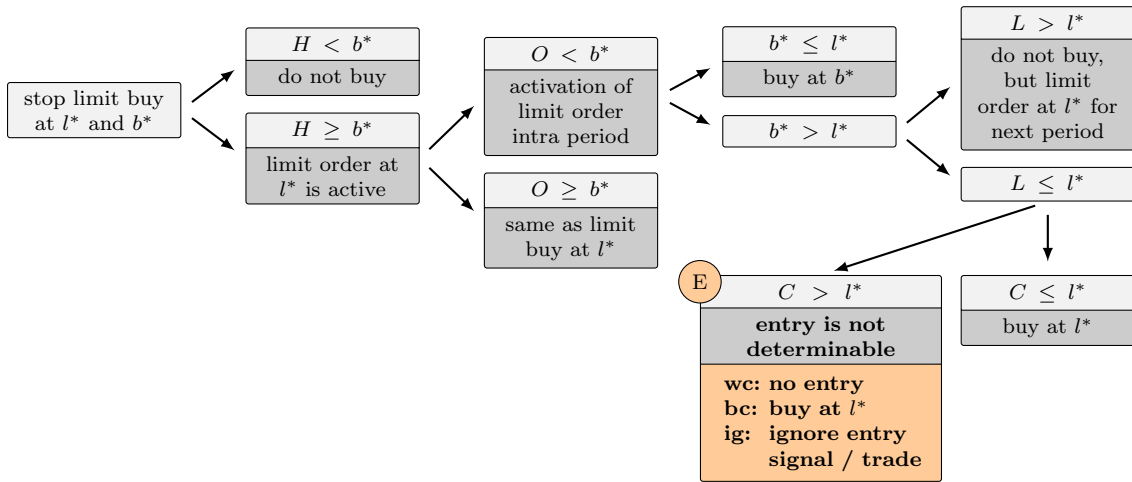 stop limit buy
at l* and b*
H < b*
do not buy
H ≥ b*
limit order at
l* is active
O < b*
activation of
limit order
intra period
O ≥ b*
same as limit
buy at l*
b* ≤ l*
buy at b*
b* > l*
L > l*
do not buy,
but limit
order at l* for
next period
L ≤ l*
E
C > l*
entry is not
determinable
wc: no entry
bc: buy at l*
ig: ignore entry
signal / trade
C ≤ l*
buy at l*